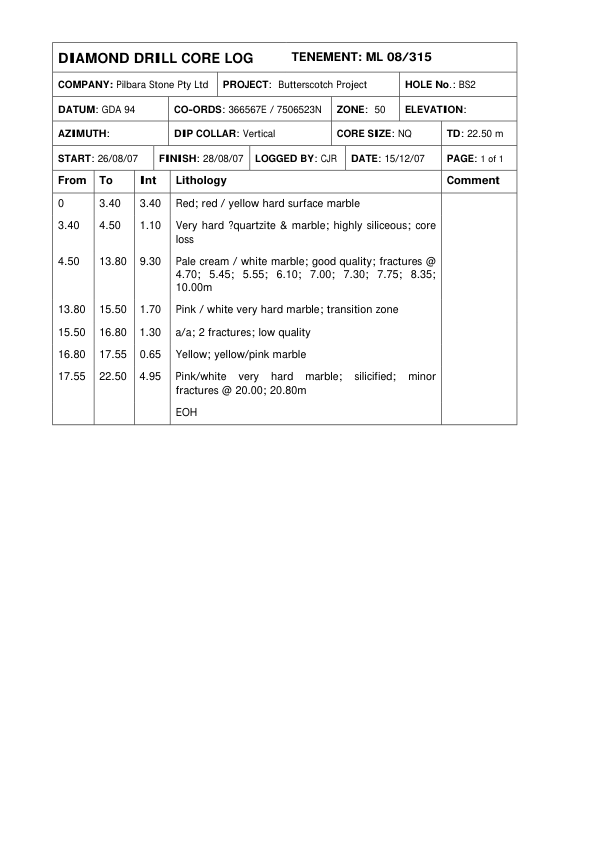 DIAMOND DRILL CORE LOG TENEMENT: ML 08/315
COMPANY: Pilbara Stone Pty Ltd PROJECT: Butterscotch Project HOLE No.: BS2
DATUM: GDA 94 CO-ORDS: 366567E / 7506523N ZONE: 50 ELEVATION:
AZIMUTH: DIP COLLAR: Vertical CORE SIZE: NQ TD: 22.50 m
START: 26/08/07 FINISH: 28/08/07 LOGGED BY: CJR DATE: 15/12/07 PAGE: 1 of 1
From To Int Lithology Comment
0 3.40 3.40 Red; red / yellow hard surface marble
3.40 4.50 1.10 Very hard ?quartzite & marble; highly siliceous; core
loss
4.50 13.80 9.30 Pale cream / white marble; good quality; fractures @
4.70; 5.45; 5.55; 6.10; 7.00; 7.30; 7.75; 8.35;
10.00m
13.80 15.50 1.70 Pink / white very hard marble; transition zone
15.50 16.80 1.30 a/a; 2 fractures; low quality
16.80 17.55 0.65 Yellow; yellow/pink marble
17.55 22.50 4.95 Pink/white very hard marble; silicified; minor
fractures @ 20.00; 20.80m
EOH